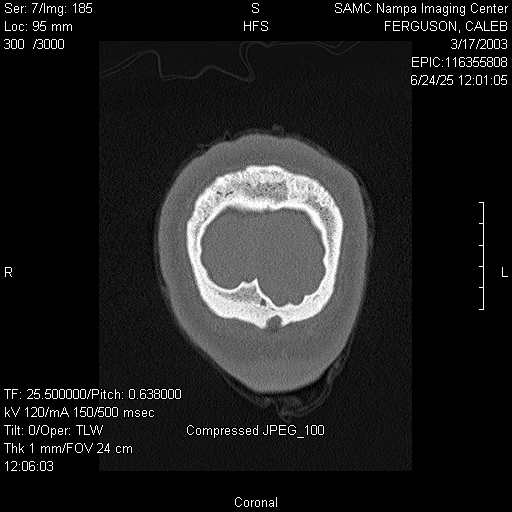 Ser: 7/Img: 185
Loc: 95 mm
300 /3000
S
HFS
SAMC Nampa Imaging Center
FERGUSON, CALEB
3/17/2003
EPIC:116355808
6/24/25 12:01:05
R
L
TF: 25.500000/Pitch: 0.638000
kV 120/mA 150/500 msec
Tilt: 0/Oper: TLW
Thk 1 mm/FOV 24 cm
12:06:03
Compressed JPEG_100
Coronal